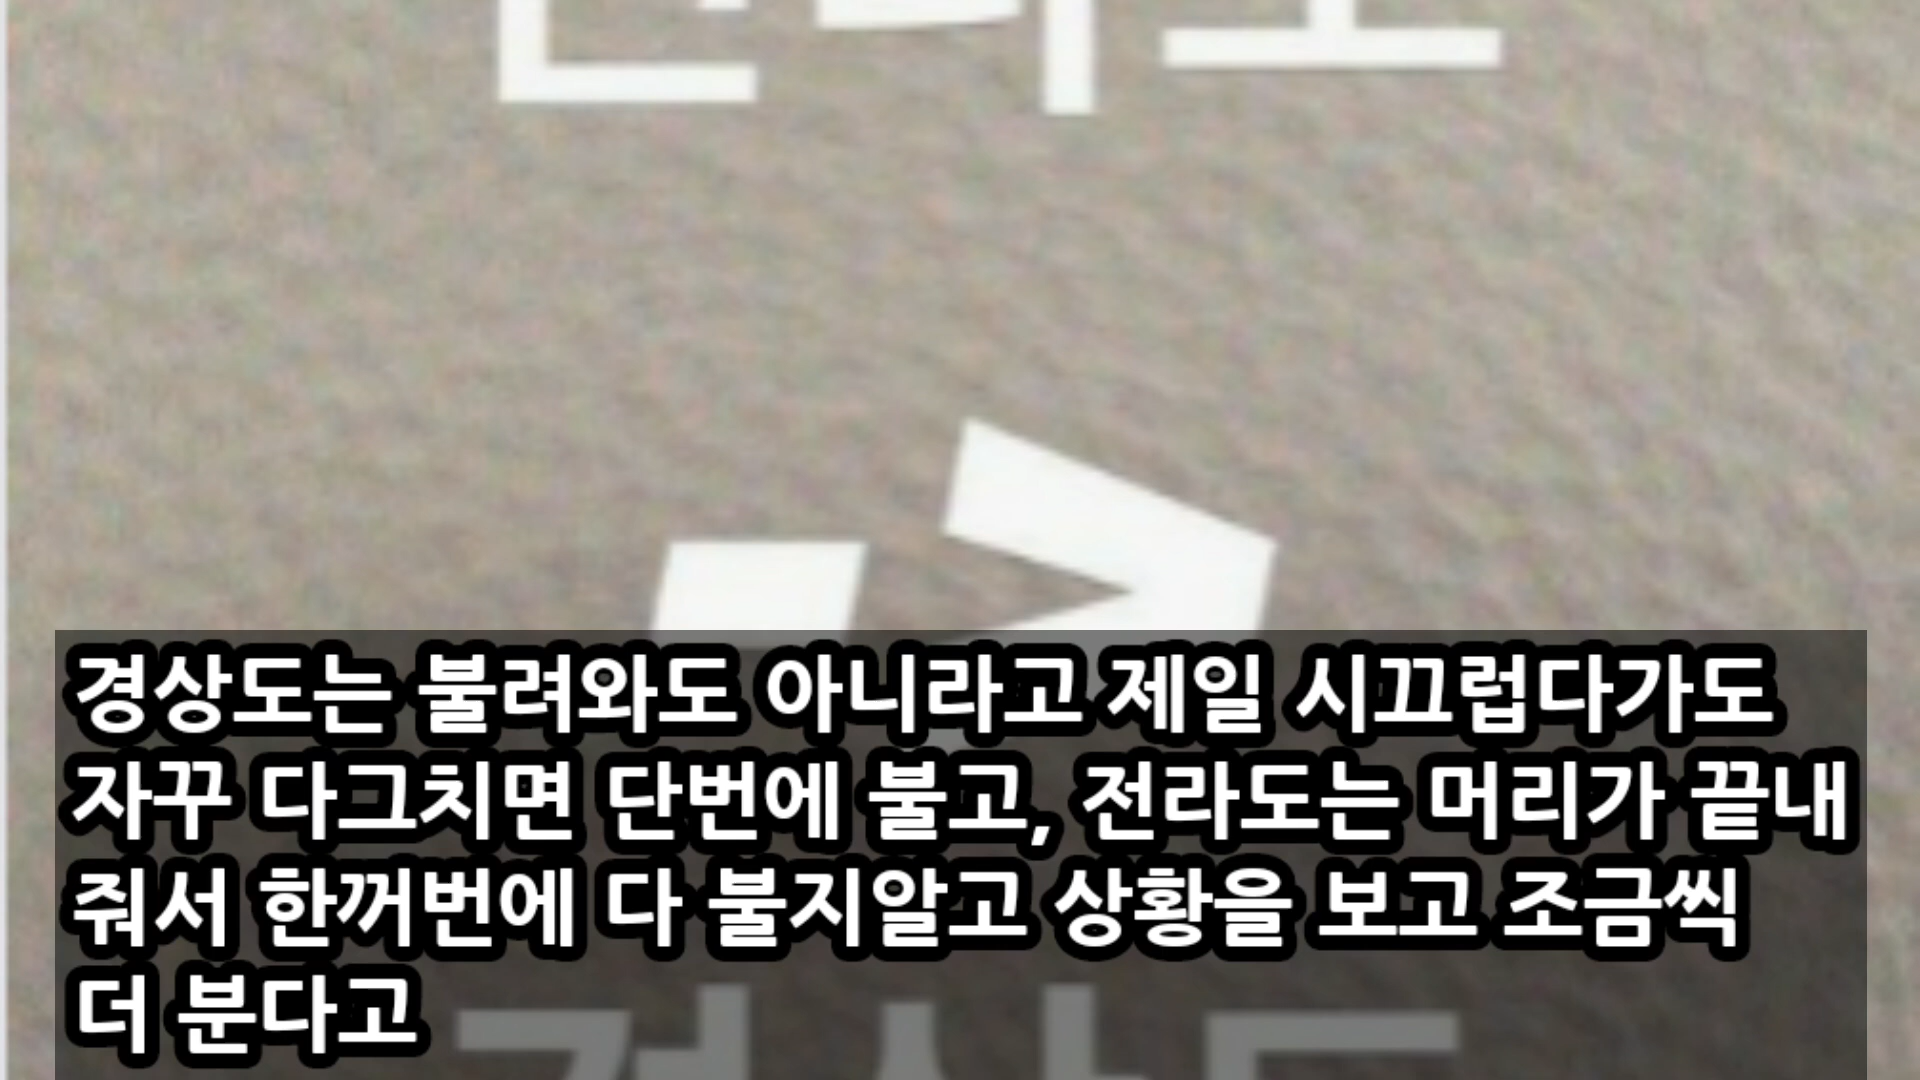 경상도는 불려와도 아니라고 제일 시끄럽다가도
자꾸 다그치면 단번에 불고, 전라도는 머리가 끝내
줘서 한꺼번에 다 불지알고 상황을 보고 조금씩
더 분다고